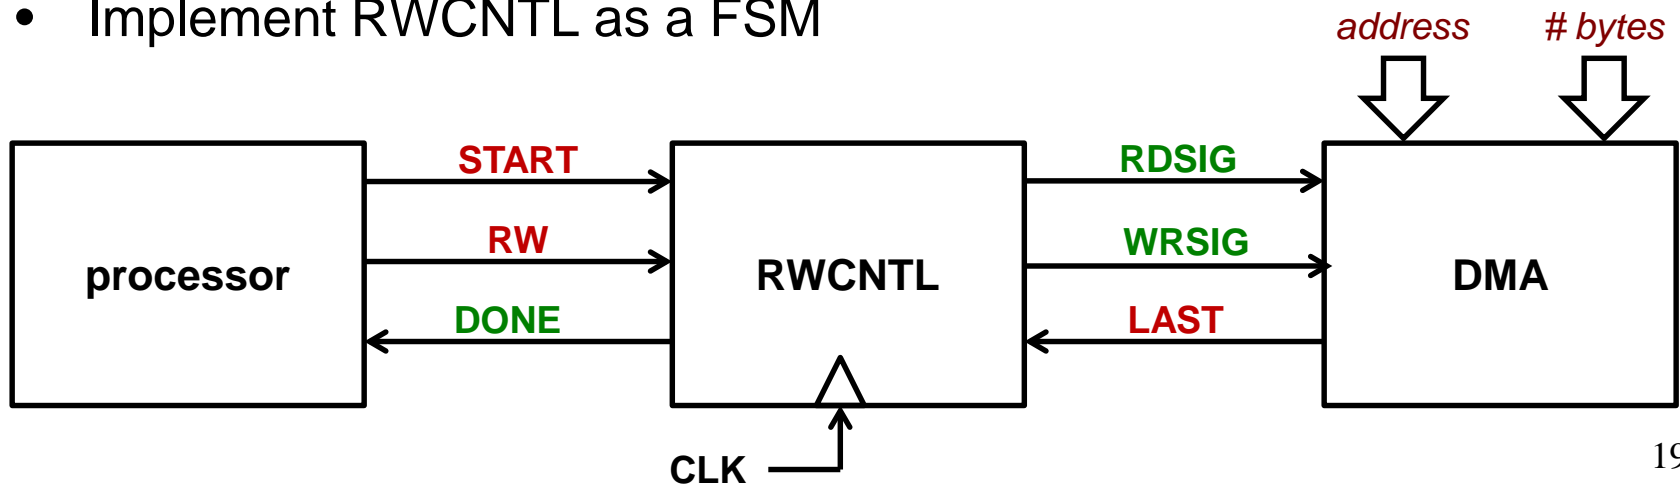 • Implement RWCNTL as a FSM
address # bytes
START RDSIG
RW WRSIG
processor RWCNTL DMA
DONE LAST
CLK
19